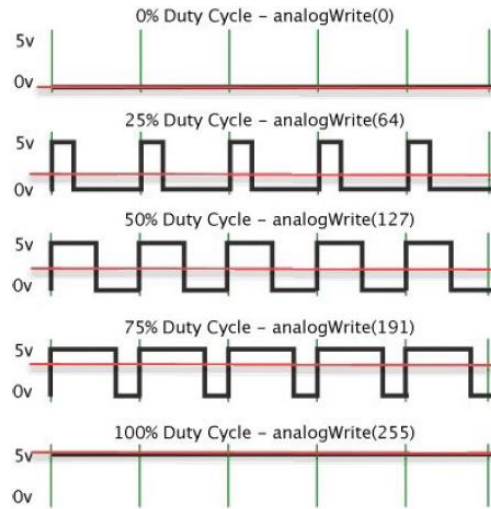 0% Duty Cycle – analogWrite(0)
5v
0v
25% Duty Cycle – analogWrite(64)
5v
0v
50% Duty Cycle – analogWrite(127)
5v
0v
75% Duty Cycle – analogWrite(191)
5v
0v
100% Duty Cycle – analogWrite(255)
5v
0v